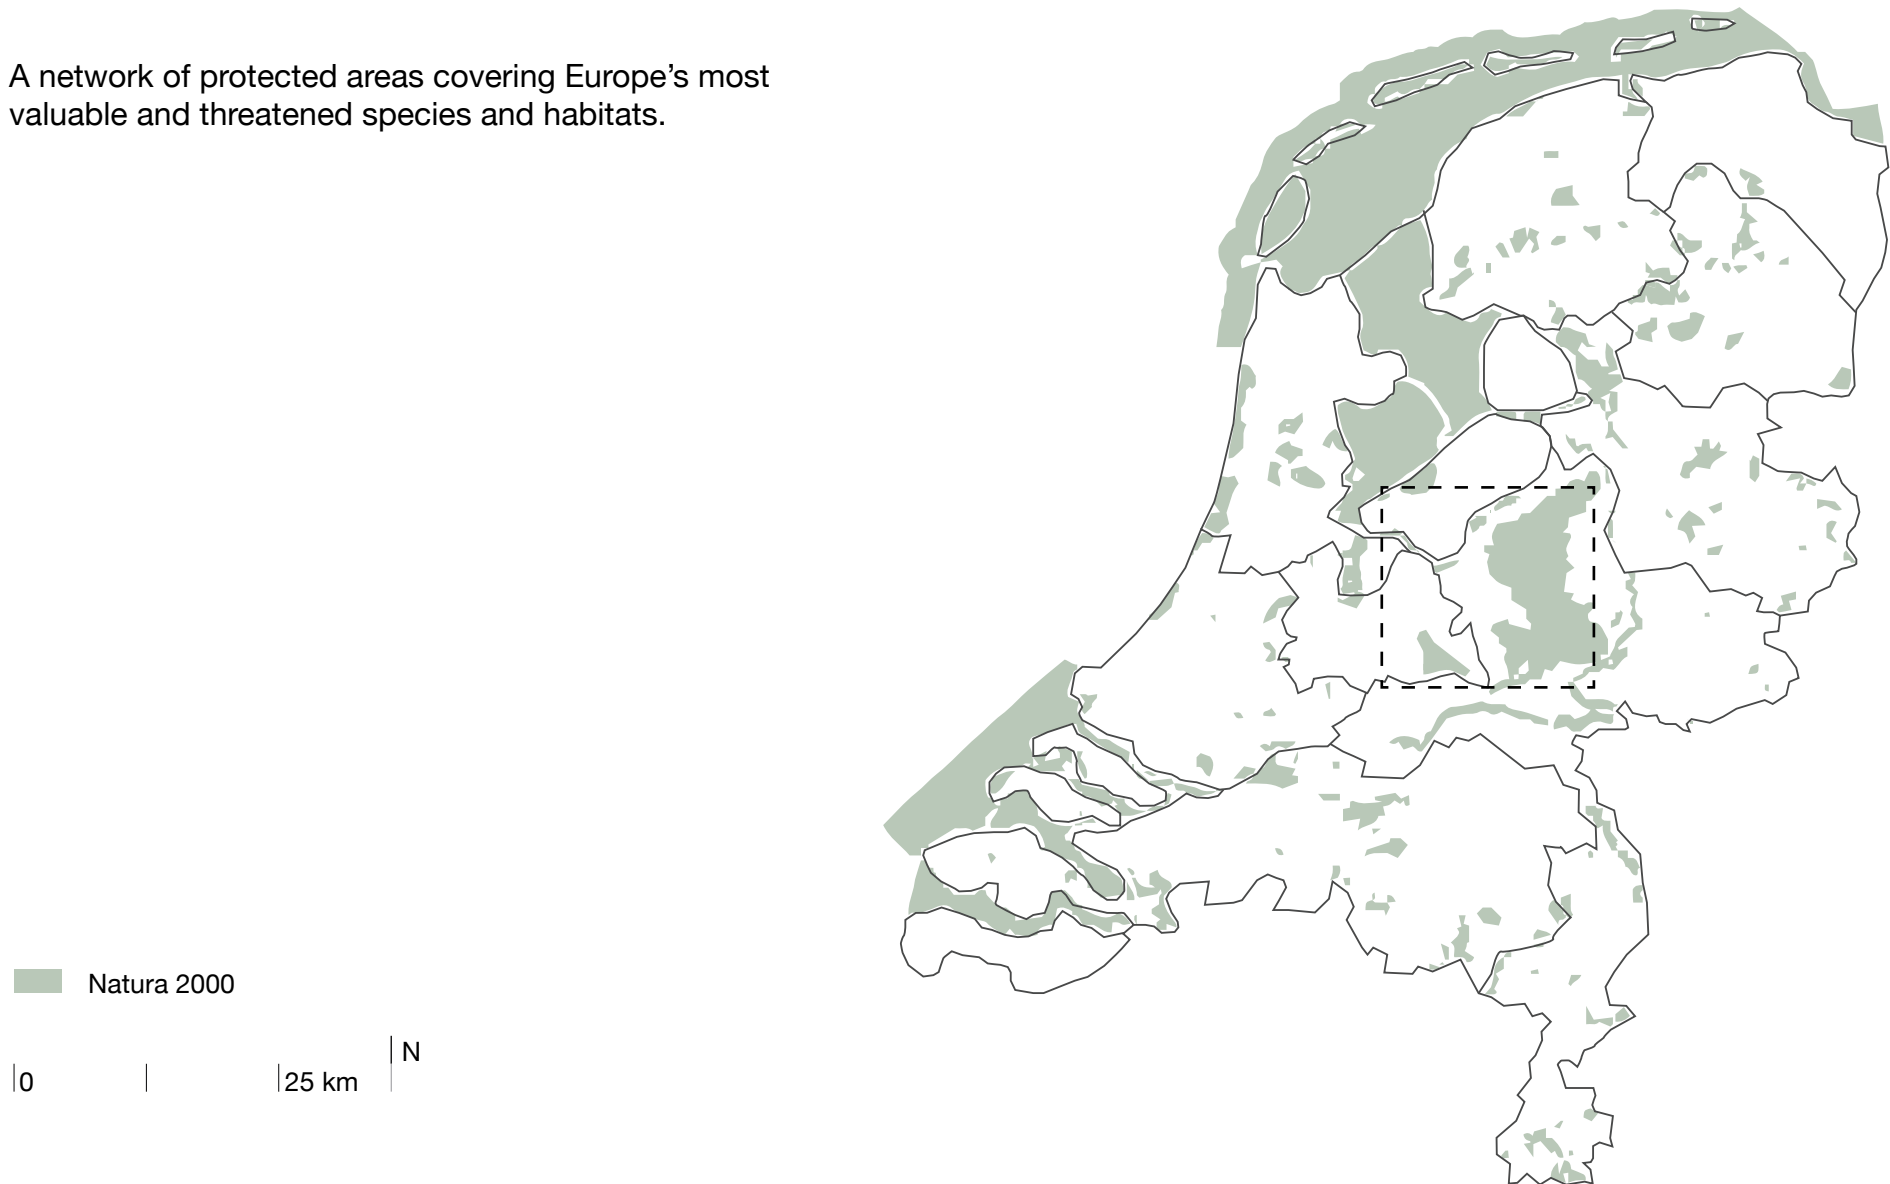 A network of protected areas covering Europe’s most
valuable and threatened species and habitats.
Natura 2000
N
0
25 km